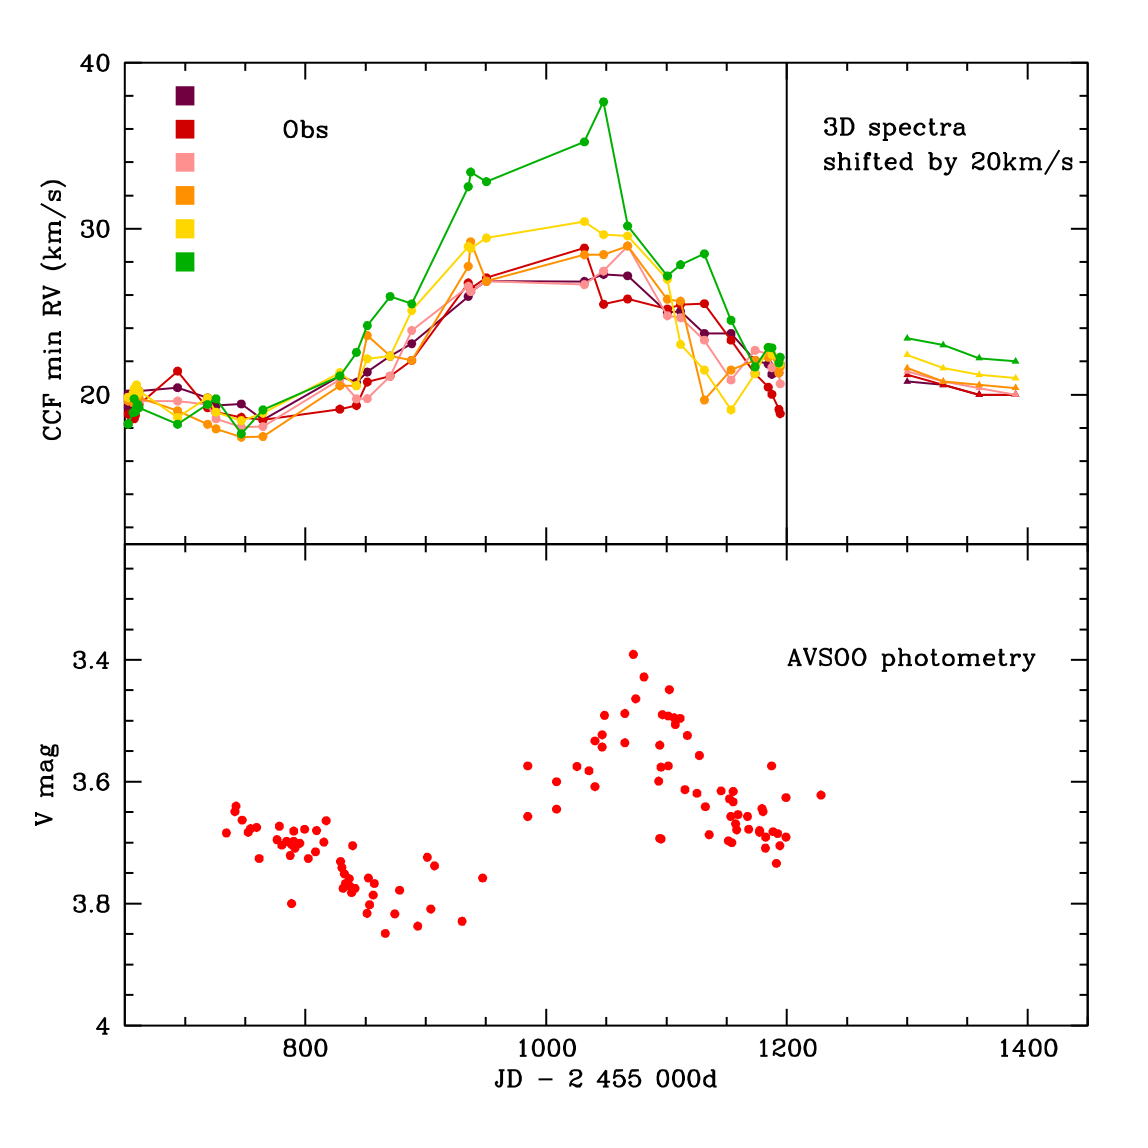 40
30
20
CCF min RV (km/s)
Obs
3D spectra
shifted by 20km/s
3.4
3.6
3.8
4
V mag
AVSOO photometry
800
1000
1200
1400
JD - 2 455 000d